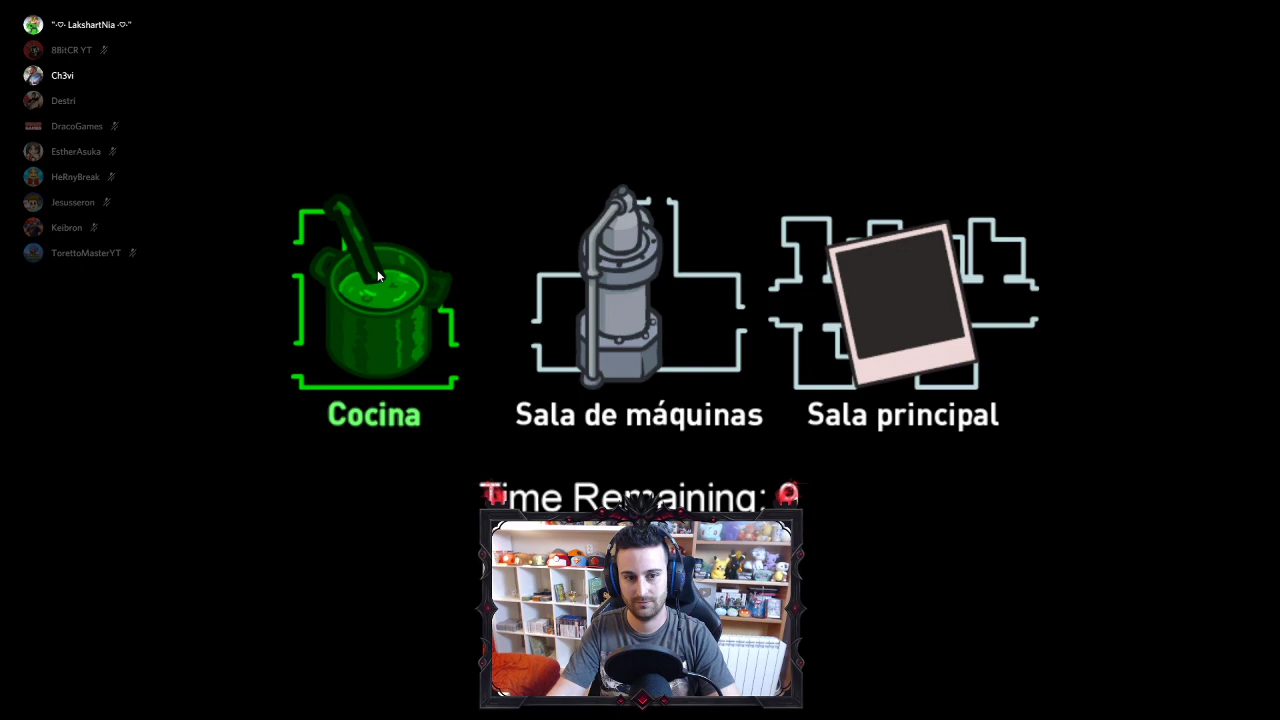 "·♡· LakshartNia ·♡·"
8BitCR YT
Ch3vi
Destri
DracoGames
EstherAsuka
HeRnyBreak
Jesusseron
Keibron
TorettoMasterYT
Cocina
Sala de máquinas
Sala principal
Time Remaining: 9